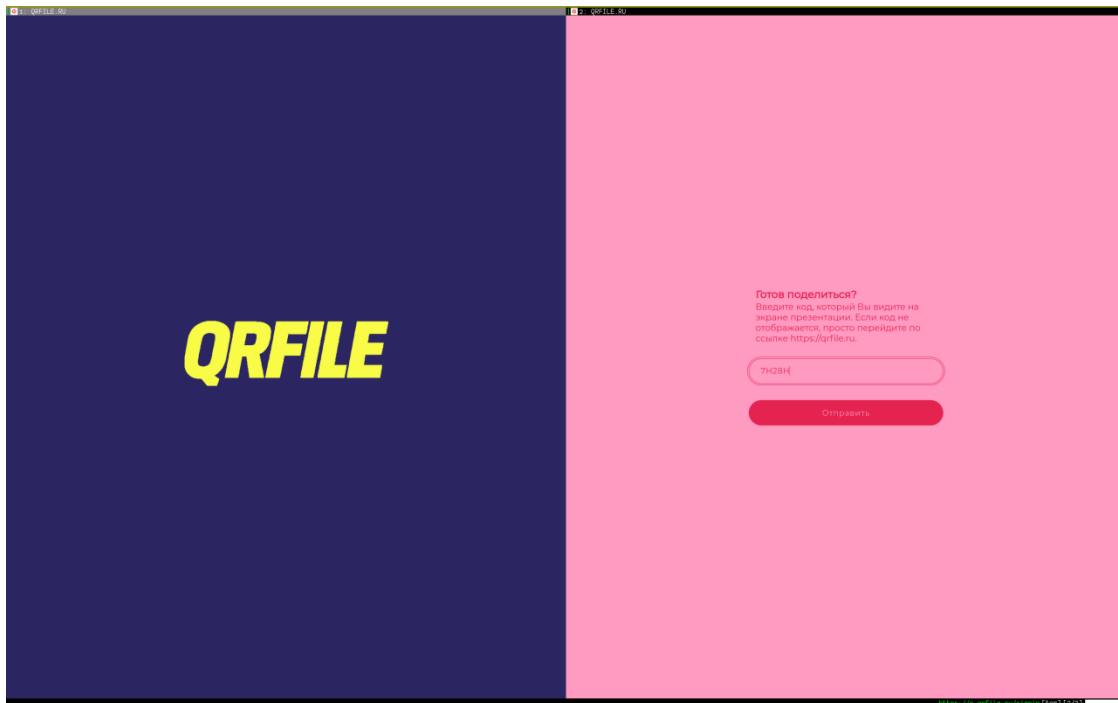 1: QRFILE.RU
2: QRFILE.RU
QRFILE
Готов поделиться?
Введите код, который Вы видите на
экране презентации. Если код не
отображается, просто перейдите по
ссылке https://qrfile.ru.
7H28H
Отправить